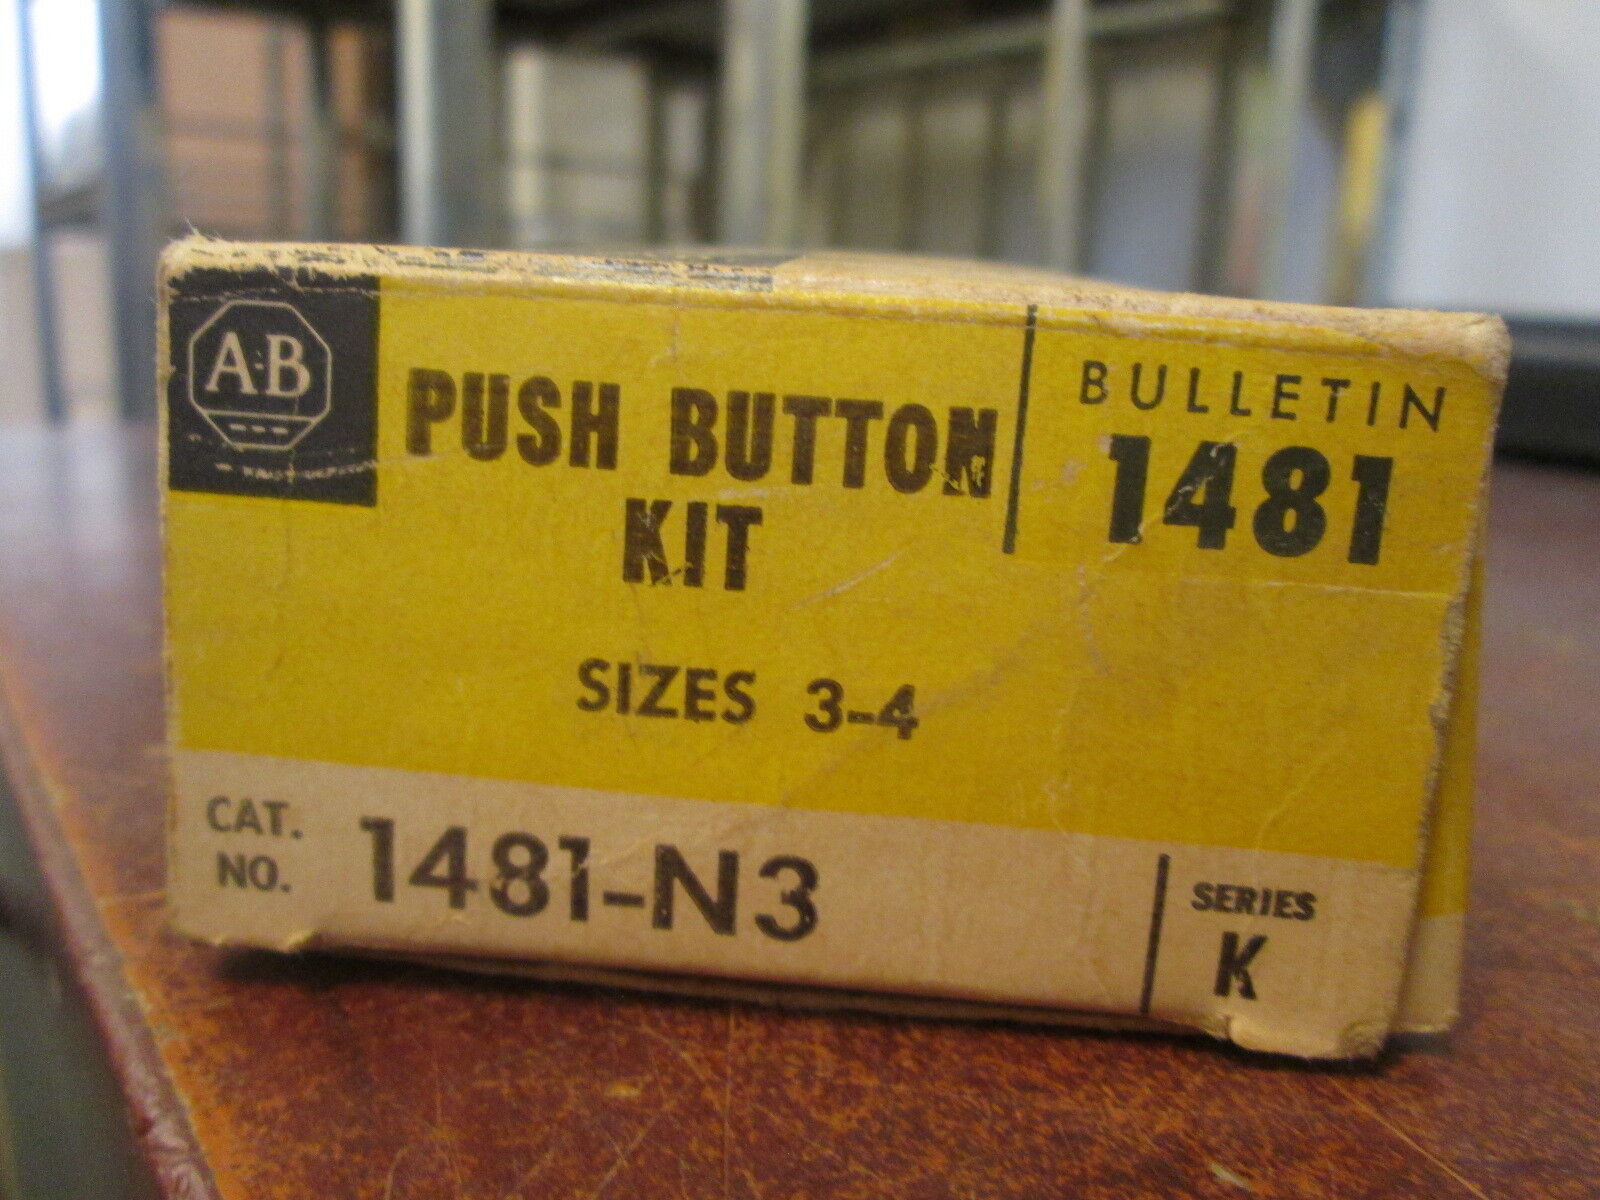 A-B
PUSH BUTTON
KIT
SIZES 3-4
BULLETIN
1481
CAT.
NO.
1481-N3
SERIES
K